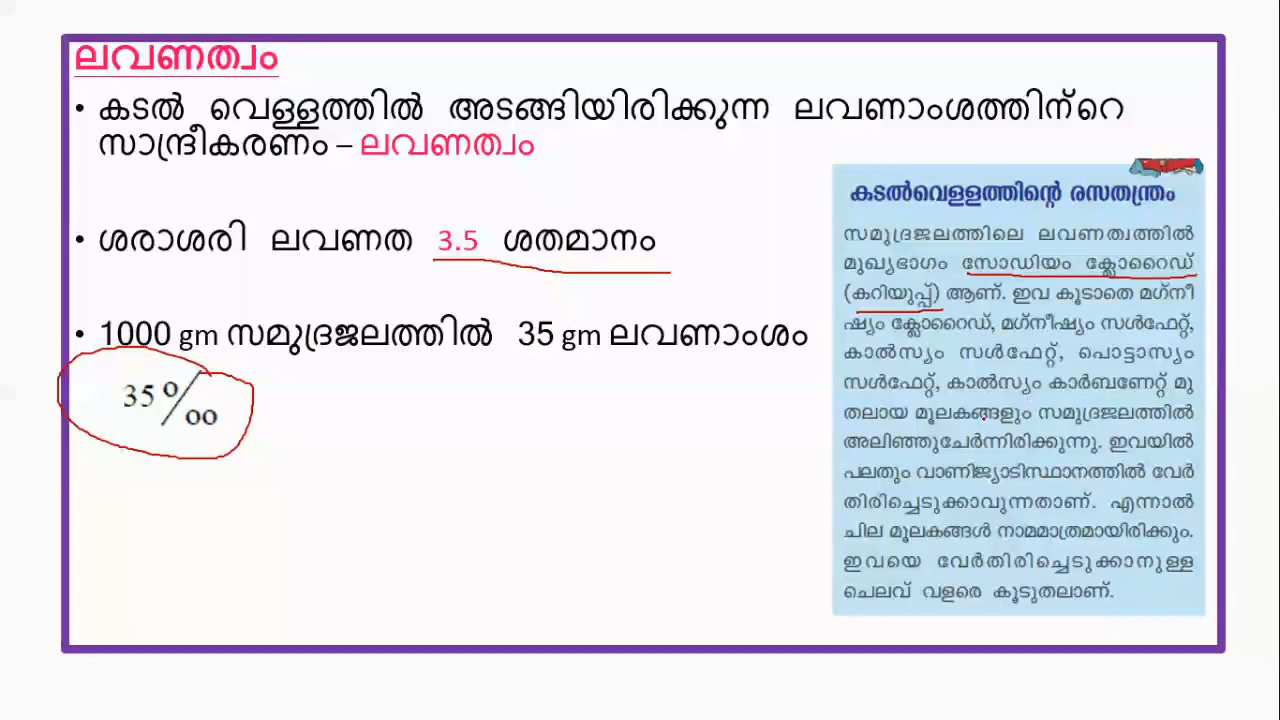 ലവണത്വം
• കടൽ വെള്ളത്തിൽ അടങ്ങിയിരിക്കുന്ന ലവണാംശത്തിന്റെ
സാന്ദ്രീകരണം – ലവണത്വം
• ശരാശരി ലവണത 3.5 ശതമാനം
• 1000 gm സമുദ്രജലത്തിൽ 35 gm ലവണാംശം
35 o/oo
കടൽവെളളത്തിന്റെ രസതന്ത്രം
സമുദ്രജലത്തിലെ ലവണത്വത്തിൽ
മുഖ്യഭാഗം സോഡിയം ക്ലോറൈഡ്
(കറിയുപ്പ്) ആണ്. ഇവ കൂടാതെ മഗ്നീ
ഷ്യം ക്ലോറൈഡ്, മഗ്നീഷ്യം സൾഫേറ്റ്,
കാൽസ്യം സൾഫേറ്റ്, പൊട്ടാസ്യം
സൾഫേറ്റ്, കാൽസ്യം കാർബണേറ്റ് മു
തലായ മൂലകങ്ങളും സമുദ്രജലത്തിൽ
അലിഞ്ഞുചേർന്നിരിക്കുന്നു. ഇവയിൽ
പലതും വാണിജ്യാടിസ്ഥാനത്തിൽ വേർ
തിരിച്ചെടുക്കാവുന്നതാണ്. എന്നാൽ
ചില മൂലകങ്ങൾ നാമമാത്രമായിരിക്കും.
ഇവയെ വേർതിരിച്ചെടുക്കാനുള്ള
ചെലവ് വളരെ കൂടുതലാണ്.